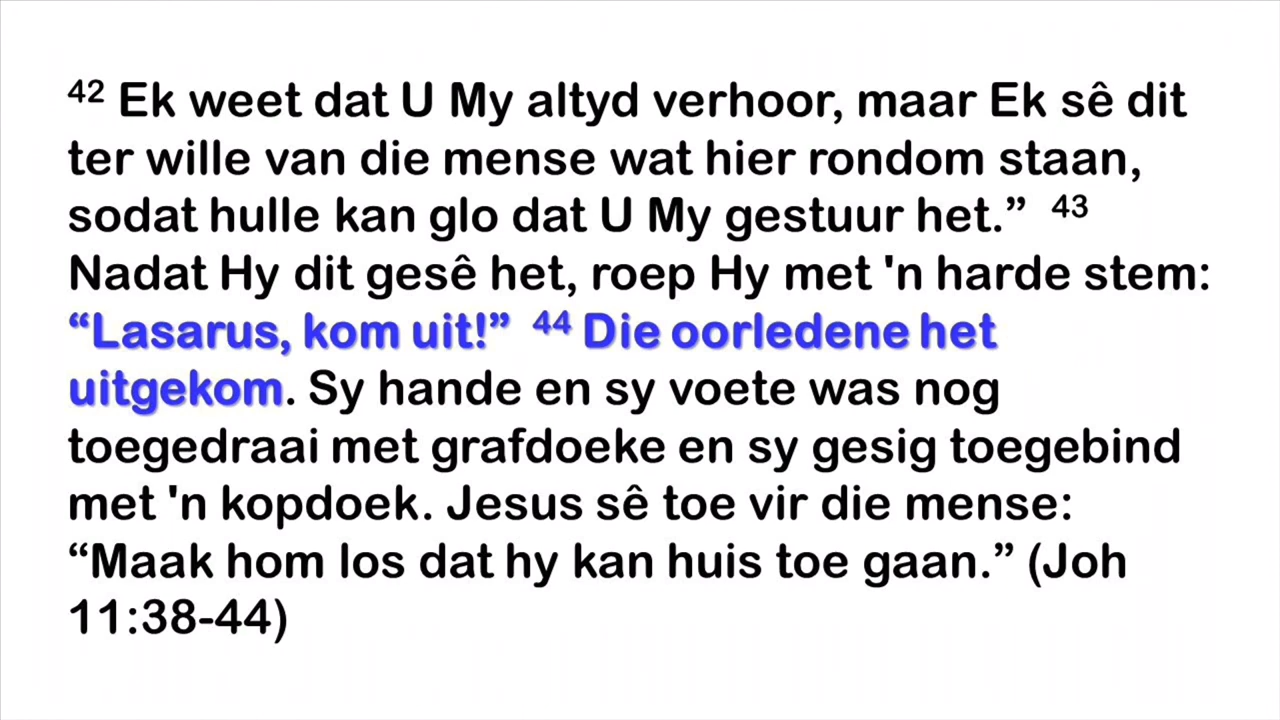 42 Ek weet dat U My altyd verhoor, maar Ek sê dit
ter wille van die mense wat hier rondom staan,
sodat hulle kan glo dat U My gestuur het.” 43
Nadat Hy dit gesê het, roep Hy met 'n harde stem:
“Lasarus, kom uit!” 44 Die oorledene het
uitgekom. Sy hande en sy voete was nog
toegedraai met grafdoeke en sy gesig toegebind
met 'n kopdoek. Jesus sê toe vir die mense:
“Maak hom los dat hy kan huis toe gaan.” (Joh
11:38-44)